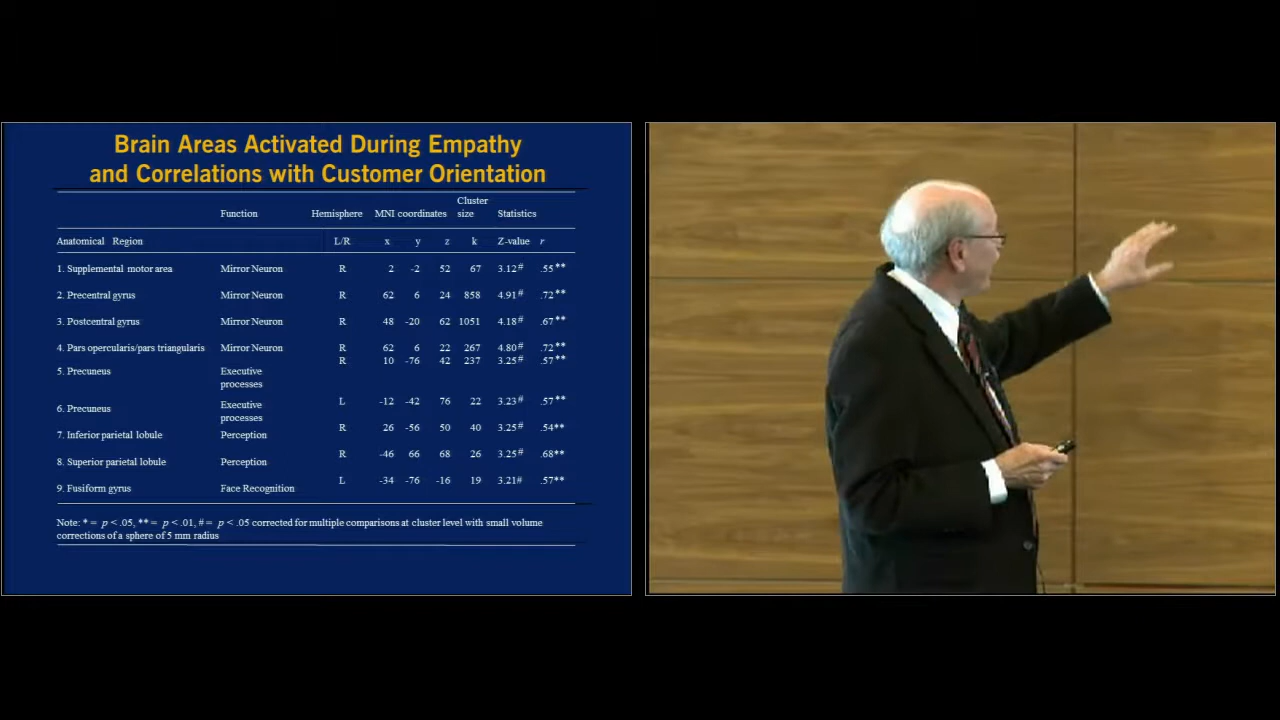 Brain Areas Activated During Empathy
and Correlations with Customer Orientation
Cluster
Function Hemisphere MNI coordinates size Statistics
Anatomical Region L/R x y z k Z-value r
1. Supplemental motor area Mirror Neuron R 2 -2 52 67 3.12# .55**
2. Precentral gyrus Mirror Neuron R 62 6 24 858 4.91# .72**
3. Postcentral gyrus Mirror Neuron R 48 -20 62 1051 4.18# .67**
4. Pars opercularis/pars triangularis Mirror Neuron R 62 6 22 267 4.80# .72**
R 10 -76 42 237 3.25# .57**
5. Precuneus Executive
processes
L -12 -42 76 22 3.23# .57**
6. Precuneus Executive
processes
R 26 -56 50 40 3.25# .54**
7. Inferior parietal lobule Perception
R -46 66 68 26 3.25# .68**
8. Superior parietal lobule Perception
L -34 -76 -16 19 3.21# .57**
9. Fusiform gyrus Face Recognition
Note: * = p < .05, ** = p < .01, # = p < .05 corrected for multiple comparisons at cluster level with small volume
corrections of a sphere of 5 mm radius